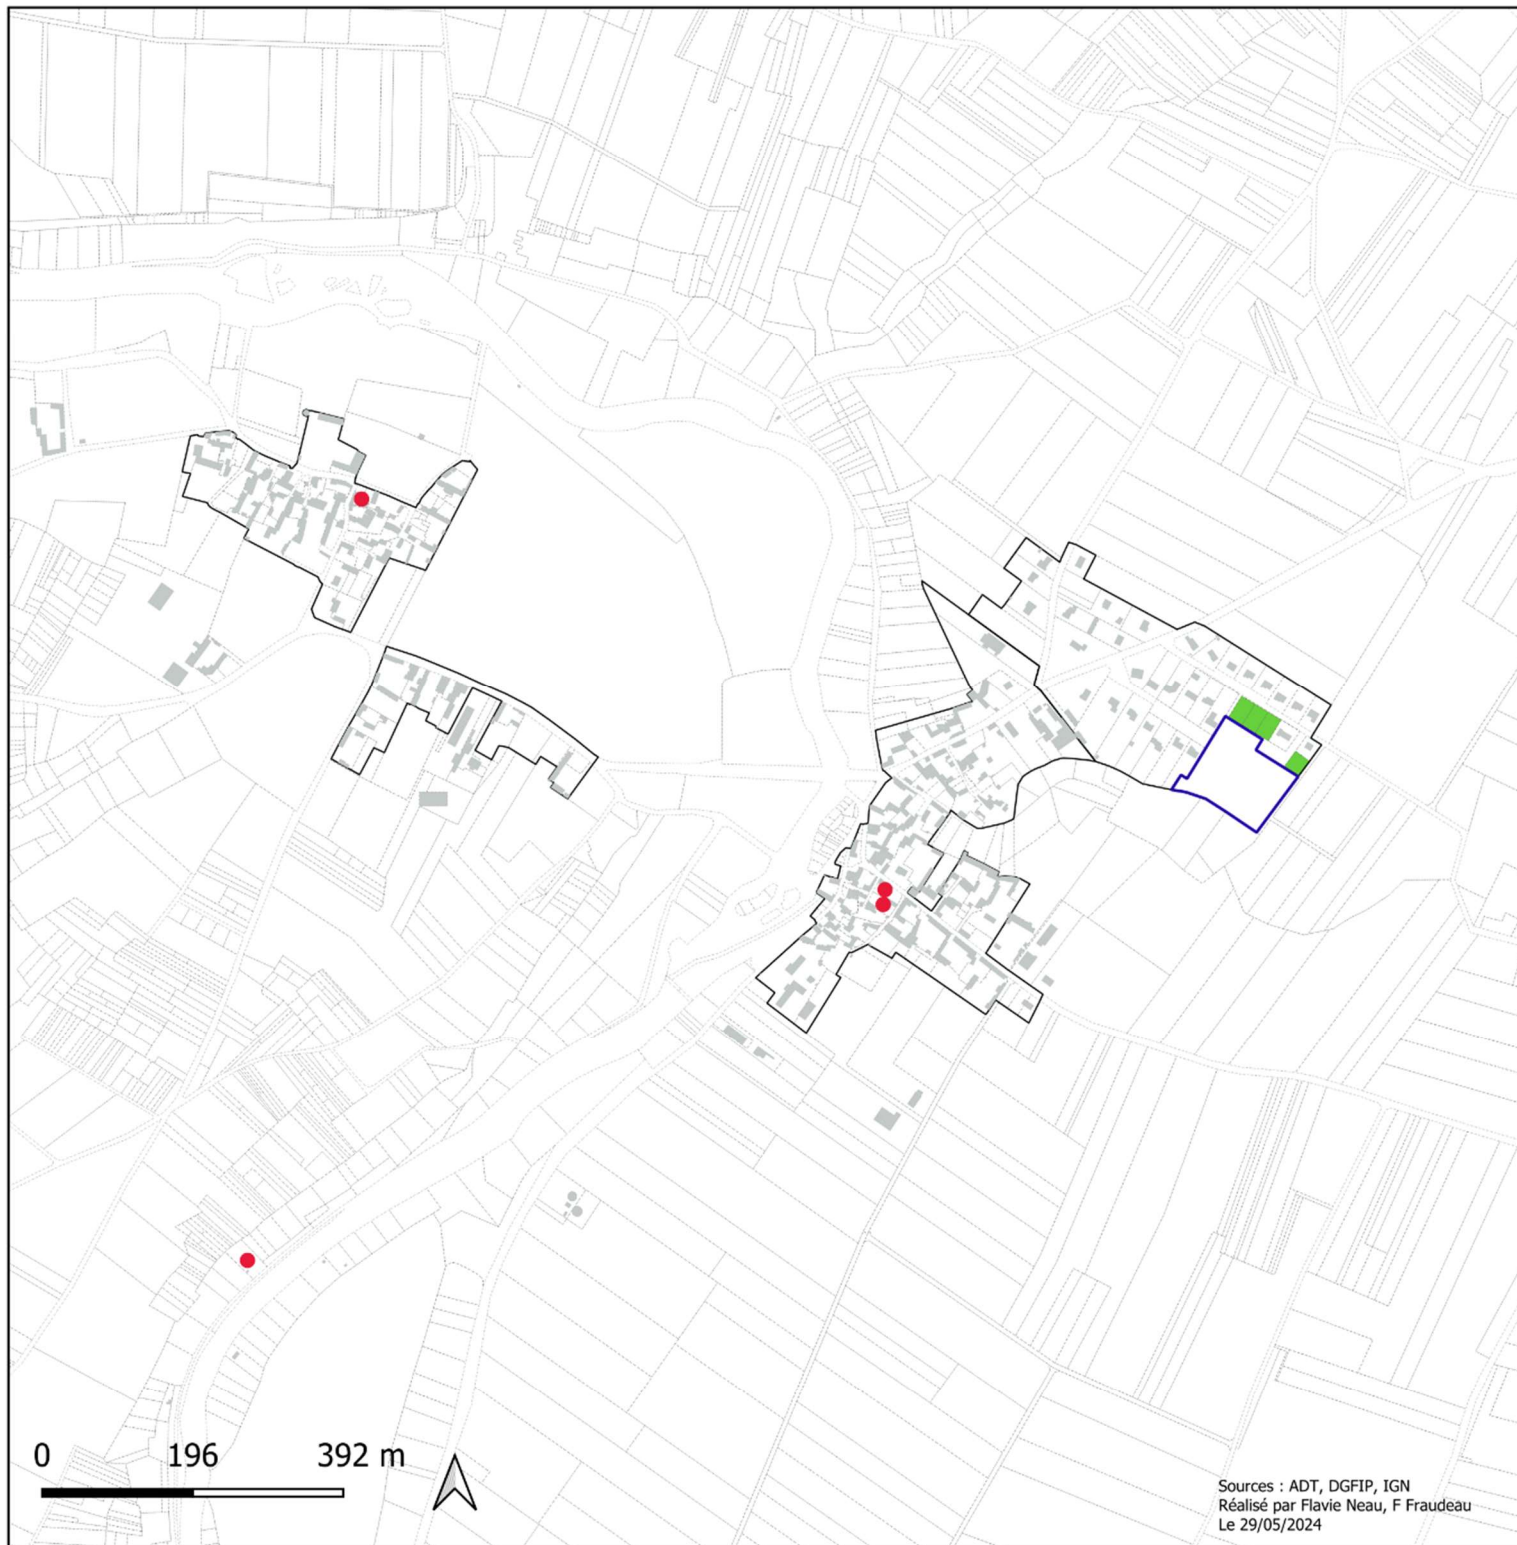 0 196 392 m
Sources : ADT, DGFIP, IGN
Réalisé par Flavie Neau, F Fraudeau
Le 29/05/2024